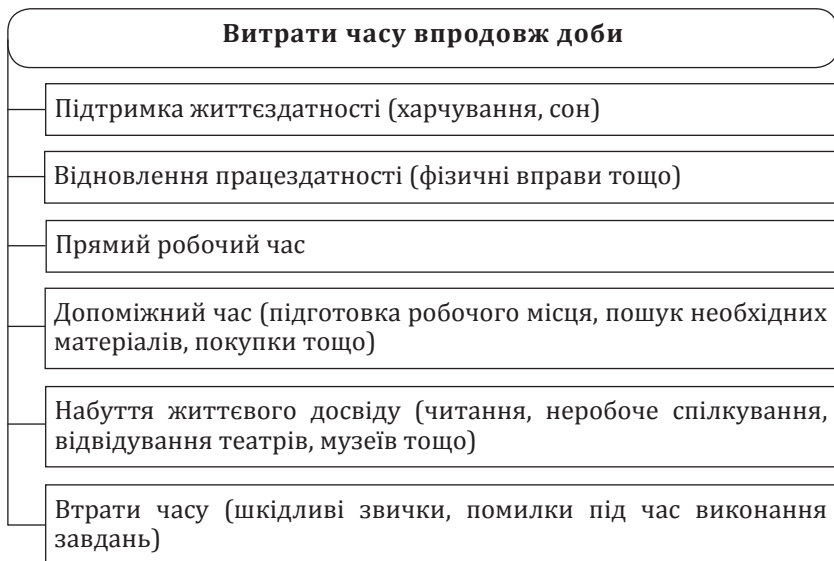 Витрати часу впродовж доби
Підтримка життєздатності (харчування, сон)
Відновлення працездатності (фізичні вправи тощо)
Прямий робочий час
Допоміжний час (підготовка робочого місця, пошук необхідних
матеріалів, покупки тощо)
Набуття життєвого досвіду (читання, неробоче спілкування,
відвідування театрів, музеїв тощо)
Втрати часу (шкідливі звички, помилки під час виконання
завдань)